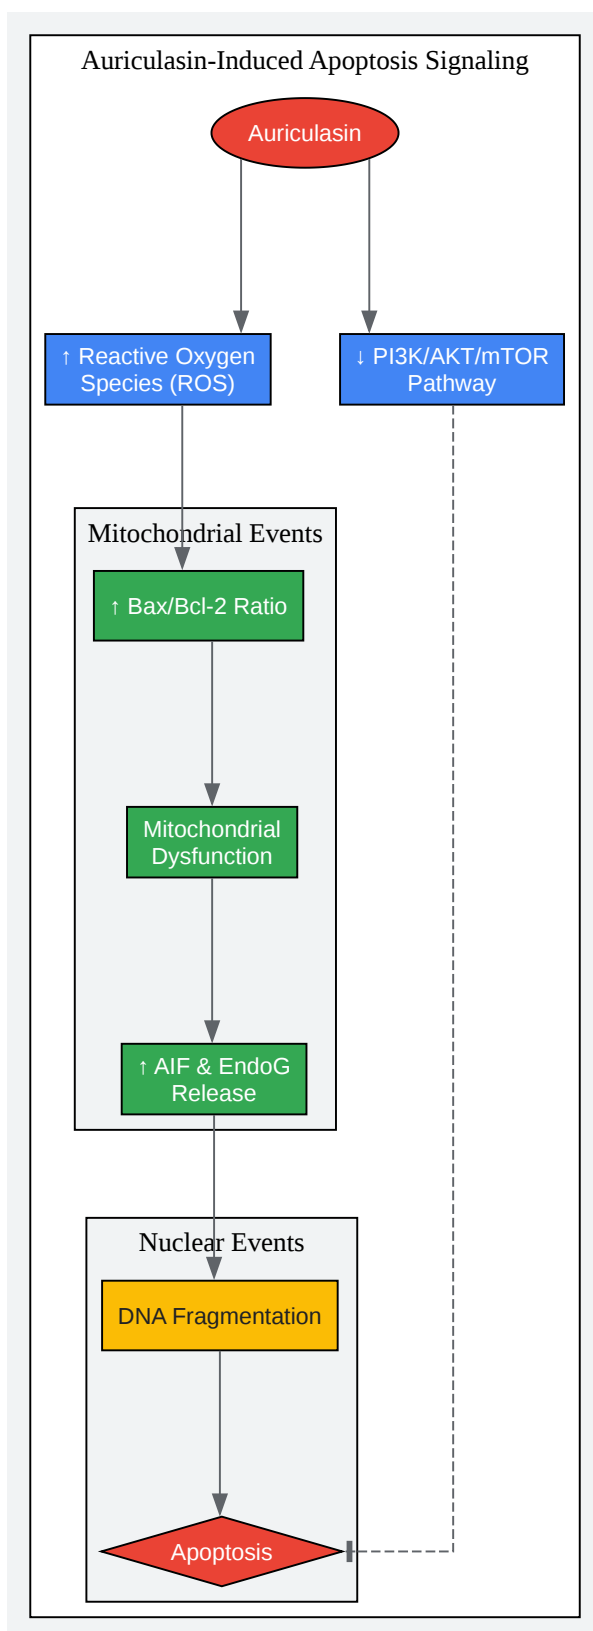 Auriculasin-Induced Apoptosis Signaling
Auriculasin
↑ Reactive Oxygen
Species (ROS)
↓ PI3K/AKT/mTOR
Pathway
Mitochondrial Events
↑ Bax/Bcl-2 Ratio
Mitochondrial
Dysfunction
↑ AIF & EndoG
Release
Nuclear Events
DNA Fragmentation
Apoptosis